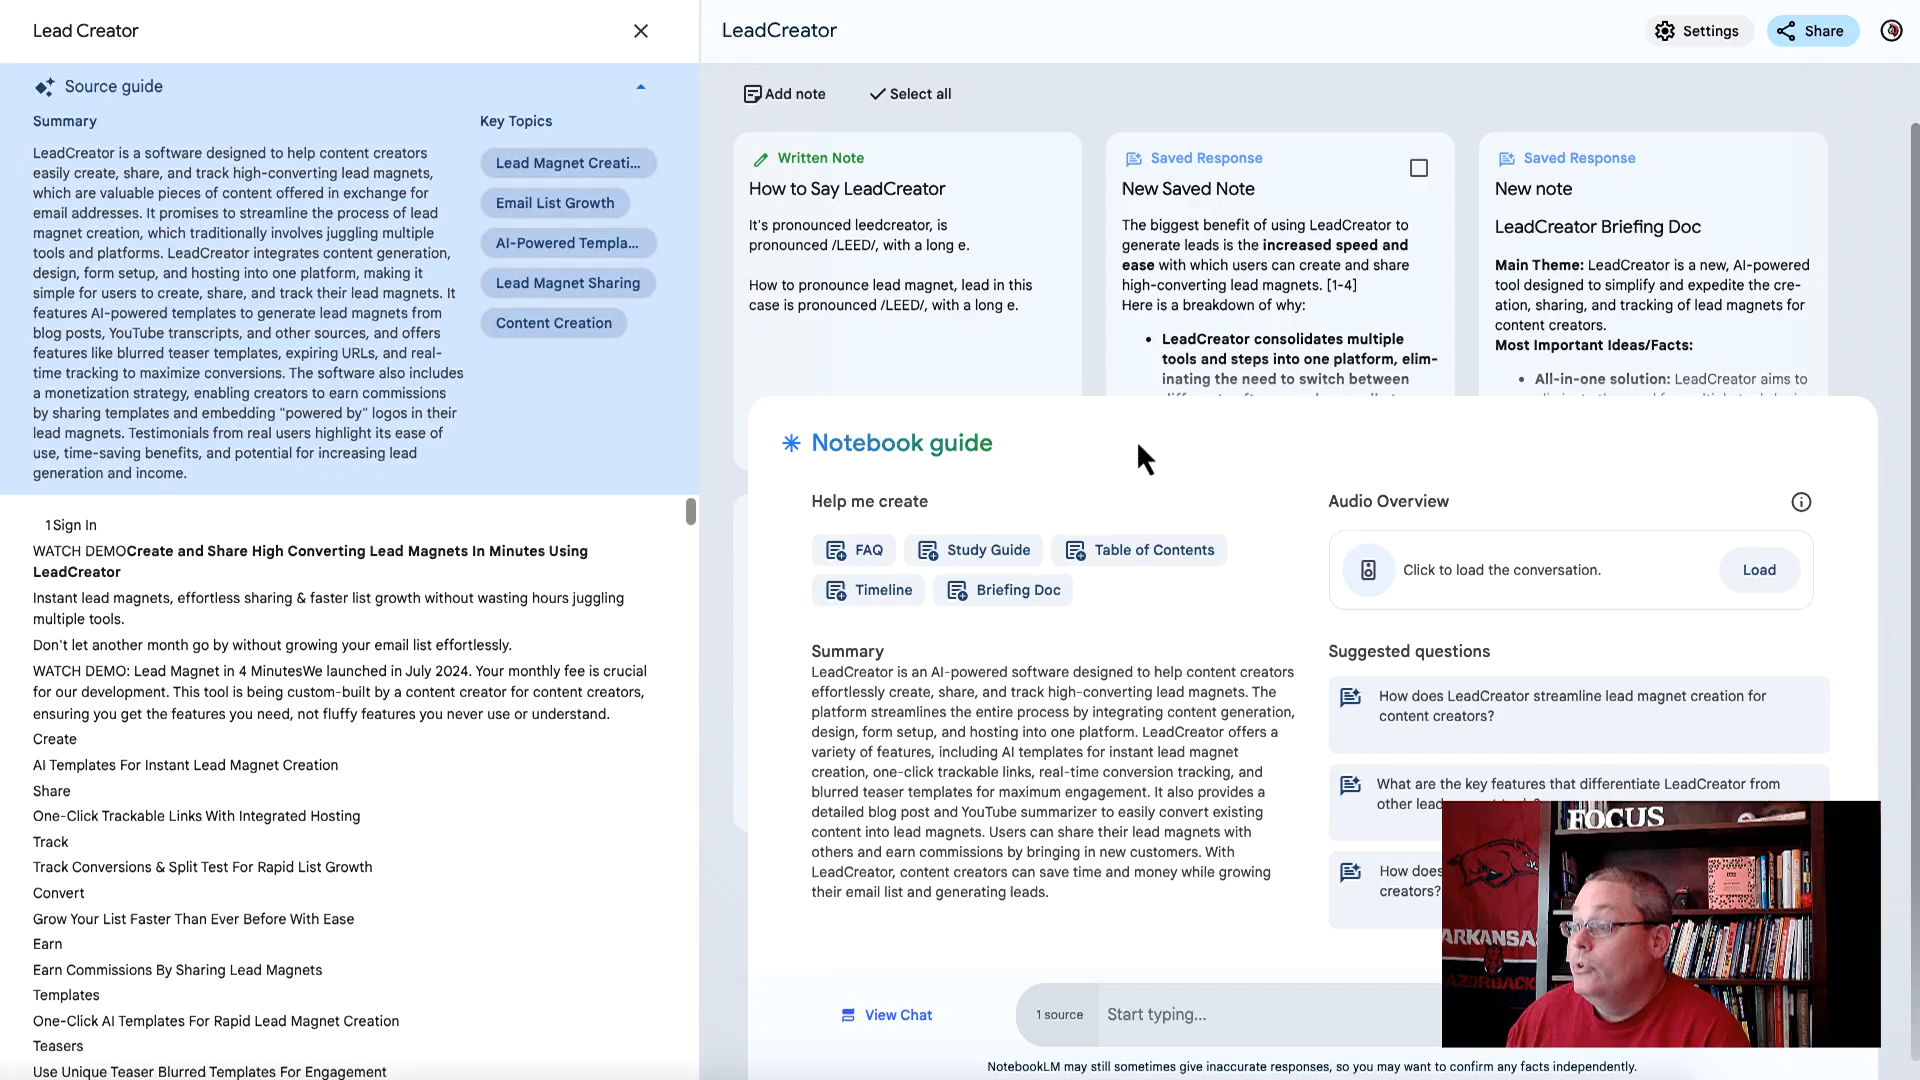 Lead Creator
Source guide
Summary
LeadCreator is a software designed to help content creators
easily create, share, and track high-converting lead magnets,
which are valuable pieces of content offered in exchange for
email addresses. It promises to streamline the process of lead
magnet creation, which traditionally involves juggling multiple
tools and platforms. LeadCreator integrates content generation,
design, form setup, and hosting into one platform, making it
simple for users to create, share, and track their lead magnets. It
features AI-powered templates to generate lead magnets from
blog posts, YouTube transcripts, and other sources, and offers
features like blurred teaser templates, expiring URLs, and real-
time tracking to maximize conversions. The software also includes
a monetization strategy, enabling creators to earn commissions
by sharing templates and embedding "powered by" logos in their
lead magnets. Testimonials from real users highlight its ease of
use, time-saving benefits, and potential for increasing lead
generation and income.
Key Topics
Lead Magnet Creati...
Email List Growth
AI-Powered Templa...
Lead Magnet Sharing
Content Creation
1Sign In
WATCH DEMOCreate and Share High Converting Lead Magnets In Minutes Using
LeadCreator
Instant lead magnets, effortless sharing & faster list growth without wasting hours juggling
multiple tools.
Don't let another month go by without growing your email list effortlessly.
WATCH DEMO: Lead Magnet in 4 MinutesWe launched in July 2024. Your monthly fee is crucial
for our development. This tool is being custom-built by a content creator for content creators,
ensuring you get the features you need, not fluffy features you never use or understand.
Create
AI Templates For Instant Lead Magnet Creation
Share
One-Click Trackable Links With Integrated Hosting
Track
Track Conversions & Split Test For Rapid List Growth
Convert
Grow Your List Faster Than Ever Before With Ease
Earn
Earn Commissions By Sharing Lead Magnets
Templates
One-Click AI Templates For Rapid Lead Magnet Creation
Teasers
Use Unique Teaser Blurred Templates For Engagement
LeadCreator
Settings
Share
Add note
Select all
Written Note
How to Say LeadCreator
It's pronounced leedcreator, is
pronounced /LEED/, with a long e.
How to pronounce lead magnet, lead in this
case is pronounced /LEED/, with a long e.
Saved Response
New Saved Note
The biggest benefit of using LeadCreator to
generate leads is the increased speed and
ease with which users can create and share
high-converting lead magnets. [1-4]
Here is a breakdown of why:
• LeadCreator consolidates multiple
tools and steps into one platform, elim-
inating the need to switch between
Saved Response
New note
LeadCreator Briefing Doc
Main Theme: LeadCreator is a new, AI-powered
tool designed to simplify and expedite the cre-
ation, sharing, and tracking of lead magnets for
content creators.
Most Important Ideas/Facts:
• All-in-one solution: LeadCreator aims to
Notebook guide
Help me create
FAQ
Study Guide
Table of Contents
Timeline
Briefing Doc
Summary
LeadCreator is an AI-powered software designed to help content creators
effortlessly create, share, and track high-converting lead magnets. The
platform streamlines the entire process by integrating content generation,
design, form setup, and hosting into one platform. LeadCreator offers a
variety of features, including AI templates for instant lead magnet
creation, one-click trackable links, real-time conversion tracking, and
blurred teaser templates for maximum engagement. It also provides a
detailed blog post and YouTube summarizer to easily convert existing
content into lead magnets. Users can share their lead magnets with
others and earn commissions by bringing in new customers. With
LeadCreator, content creators can save time and money while growing
their email list and generating leads.
Audio Overview
Click to load the conversation.
Load
Suggested questions
How does LeadCreator streamline lead magnet creation for
content creators?
What are the key features that differentiate LeadCreator from
other lead
How does
creators?
FOCUS
ARKANSAS
RAZORBACK
View Chat
1 source
Start typing...
NotebookLM may still sometimes give inaccurate responses, so you may want to confirm any facts independently.